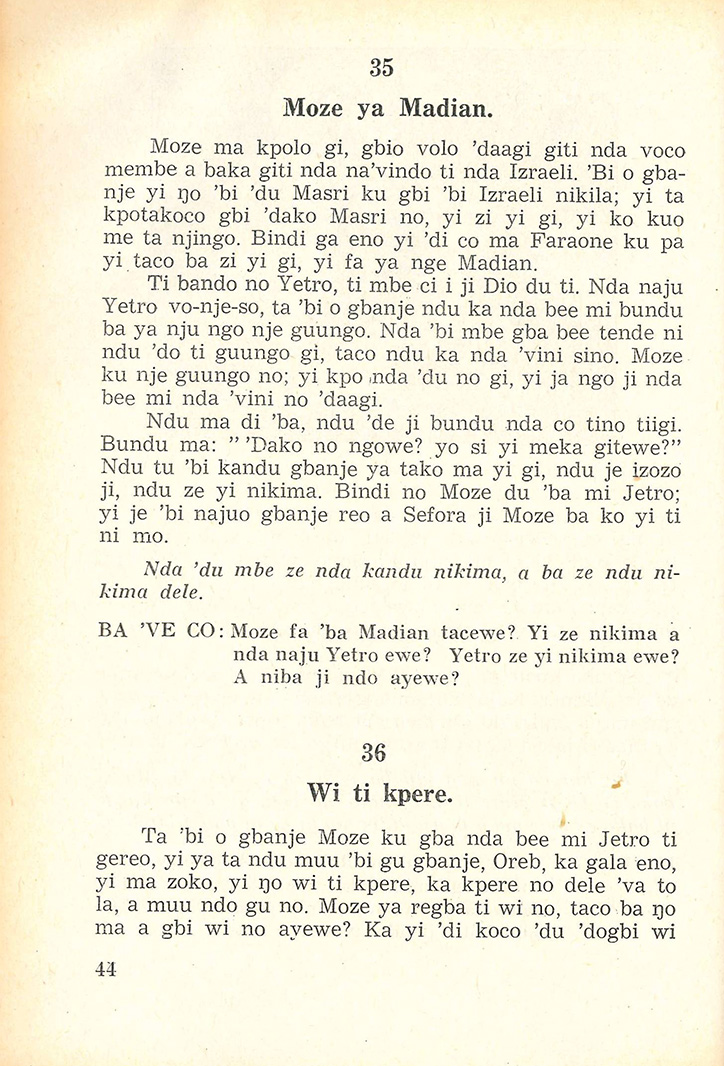 35
Moze ya Madian.
Moze ma kpolo gi, gbio volo ’daagi giti nda voco
membe a baka giti nda na’vindo ti nda Izraeli. ’Bi o gba-
nje yi ŋo ’bi ’du Masri ku gbi ’bi Izraeli nikila; yi ta
kpotakoco gbi ’dako Masri no, yi zi yi gi, yi ko kuo
me ta njingo. Bindi ga eno yi ’di co ma Faraone ku pa
yi taco ba zi yi gi, yi fa ya nge Madian.
Ti bando no Yetro, ti mbe ci i ji Dio du ti. Nda naju
Yetro vo-nje-so, ta ’bi o gbanje ndu ka nda bee mi bundu
ba ya nju ngo nje guungo. Nda ’bi mbe gba bee tende ni
ndu ’do ti guungo gi, taco ndu ka nda ’vini sino. Moze
ku nje guungo no; yi kpo nda ’du no gi, yi ja ngo ji nda
bee mi nda ’vini no ’daagi.
Ndu ma di ’ba, ndu ’de ji bundu nda co tino tiigi.
Bundu ma: ” ’Dako no ngowe? yo si yi meka gitewe?”
Ndu tu ’bi kandu gbanje ya tako ma yi gi, ndu je izozo
ji, ndu ze yi nikima. Bindi no Moze du ’ba mi Jetro;
yi je ’bi najuo gbanje reo a Sefora ji Moze ba ko yi ti
ni mo.
Nda ’du mbe ze nda kandu nikima, a ba ze ndu ni-
kima dele.
BA ’VE CO: Moze fa ’ba Madian tacewe? Yi ze nikima a
nda naju Yetro ewe? Yetro ze yi nikima ewe?
A niba ji ndo ayewe?
36
Wi ti kpere.
Ta ’bi o gbanje Moze ku gba nda bee mi Jetro ti
gereo, yi ya ta ndu muu ’bi gu gbanje, Oreb, ka gala eno,
yi ma zoko, yi ŋo wi ti kpere, ka kpere no dele ’va to
la, a muu ndo gu no. Moze ya regba ti wi no, taco ba ŋo
ma a gbi wi no ayewe? Ka yi ’di koco ’du ’dogbi wi
44